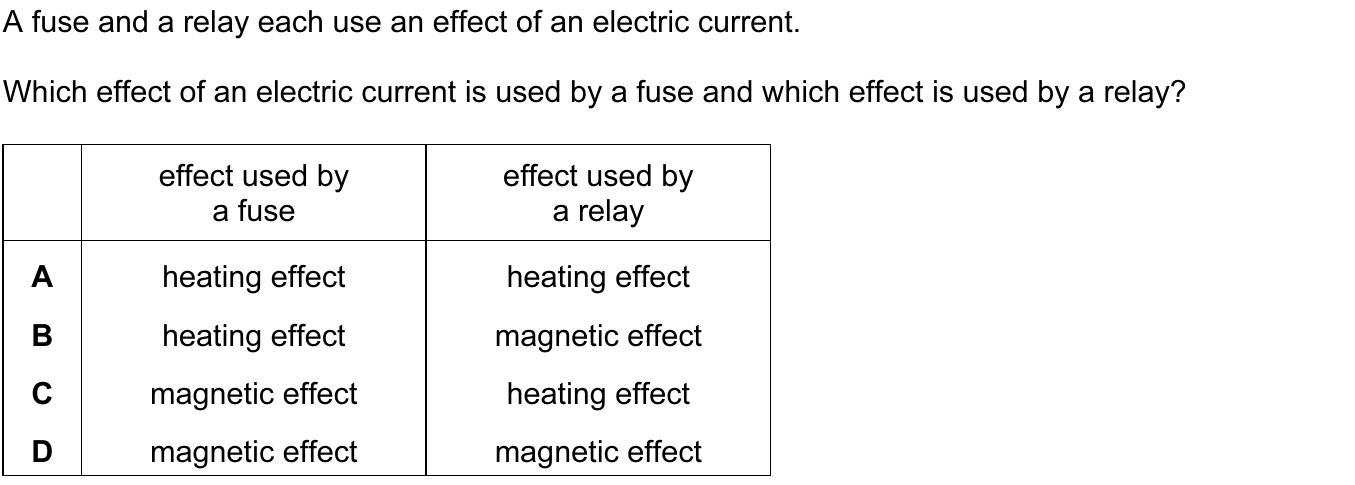 A fuse and a relay each use an effect of an electric current.
Which effect of an electric current is used by a fuse and which effect is used by a relay?
effect used by effect used by
a fuse a relay
A heating effect heating effect
B heating effect magnetic effect
C magnetic effect heating effect
D magnetic effect magnetic effect